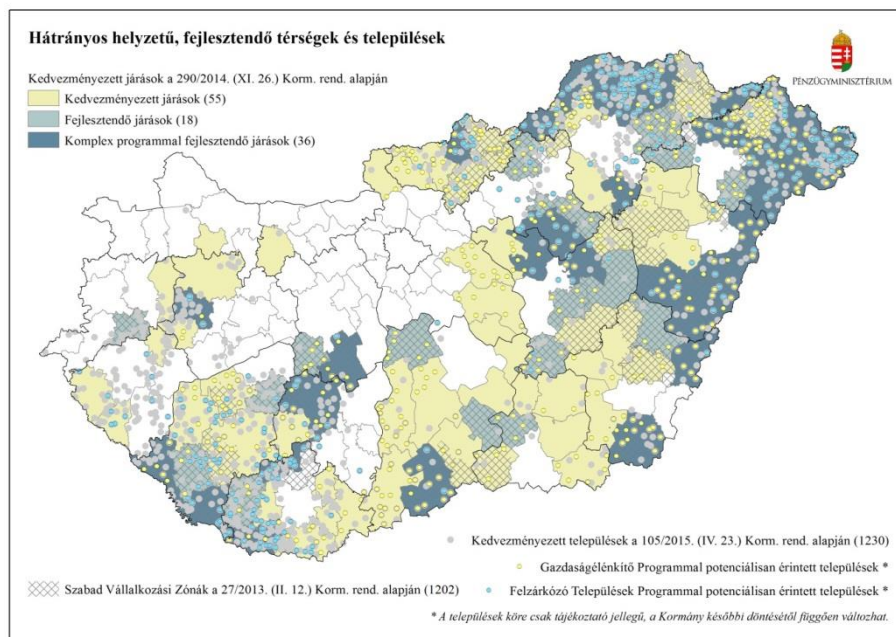 Hátrányos helyzetű, fejlesztendő térségek és települések
PÉNZÜGYMINISZTÉRIUM
Kedvezményezett járások a 290/2014. (XI. 26.) Korm. rend. alapján
Kedvezményezett járások (55)
Fejlesztendő járások (18)
Komplex programmal fejlesztendő járások (36)
Kedvezményezett települések a 105/2015. (IV. 23.) Korm. rend. alapján (1230)
Gazdaságélénkítő Programmal potenciálisan érintett települések *
Szabad Vállalkozási Zónák a 27/2013. (II. 12.) Korm. rend. alapján (1202)
Felzárkózó Települések Programmal potenciálisan érintett települések *
* A települések köre csak tájékoztató jellegű, a Kormány későbbi döntésétől függően változhat.